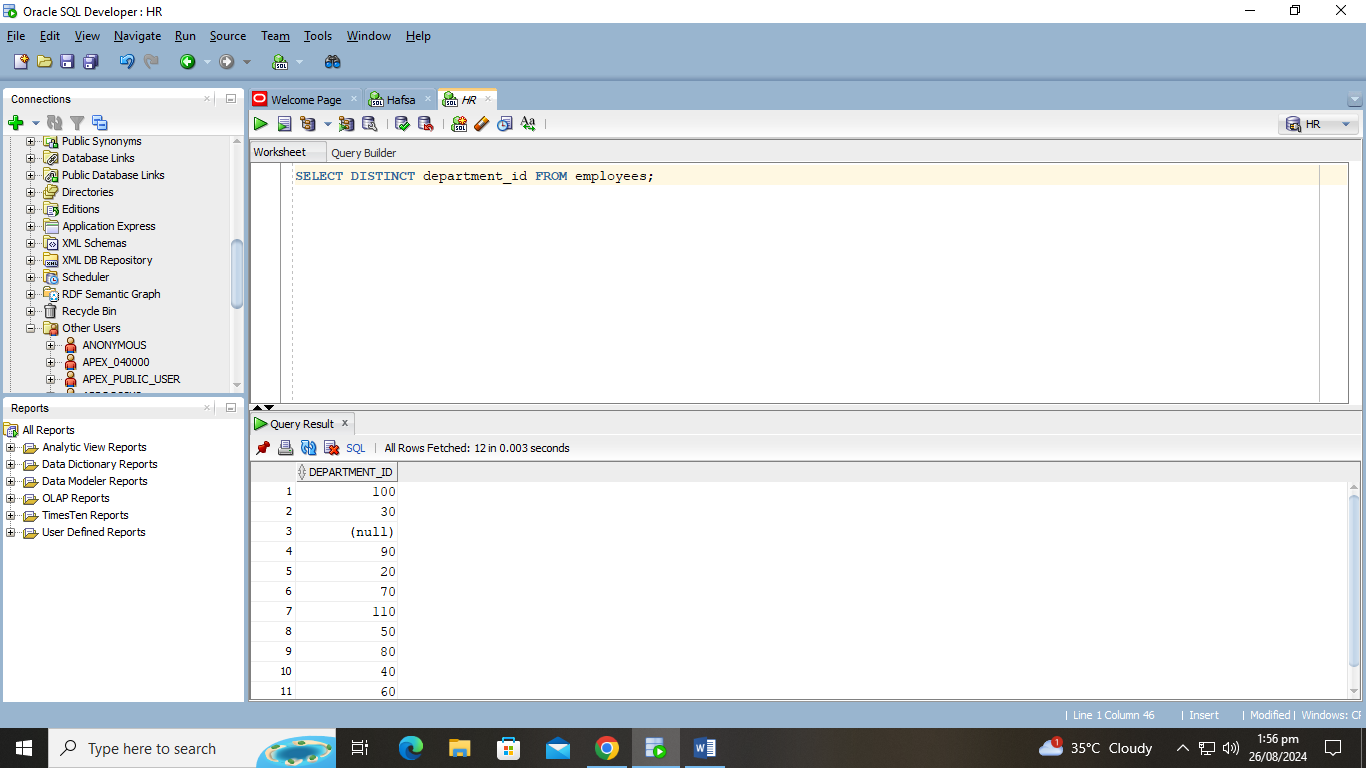 Oracle SQL Developer : HR
File Edit View Navigate Run Source Team Tools Window Help
Connections
Public Synonyms
Database Links
Public Database Links
Directories
Editions
Application Express
XML Schemas
XML DB Repository
Scheduler
RDF Semantic Graph
Recycle Bin
Other Users
ANONYMOUS
APEX_040000
APEX_PUBLIC_USER
Reports
All Reports
Analytic View Reports
Data Dictionary Reports
Data Modeler Reports
OLAP Reports
TimesTen Reports
User Defined Reports
Welcome Page Hafsa HR
HR
Worksheet Query Builder
SELECT DISTINCT department_id FROM employees;
Query Result
SQL | All Rows Fetched: 12 in 0.003 seconds
DEPARTMENT_ID
1 100
2 30
3 (null)
4 90
5 20
6 70
7 110
8 50
9 80
10 40
11 60
| Line 1 Column 46 | Insert | Modified | Windows: CF
Type here to search
35°C Cloudy
1:56 pm
26/08/2024